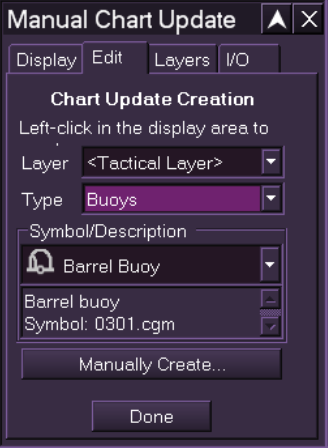 Manual Chart Update
Display Edit Layers I/O
Chart Update Creation
Left-click in the display area to
Layer <Tactical Layer>
Type Buoys
Symbol/Description
Barrel Buoy
Barrel buoy
Symbol: 0301.cgm
Manually Create...
Done